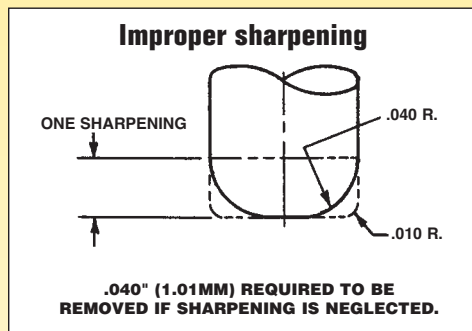 Improper sharpening
ONE SHARPENING
.040 R.
.010 R.
.040" (1.01MM) REQUIRED TO BE
REMOVED IF SHARPENING IS NEGLECTED.